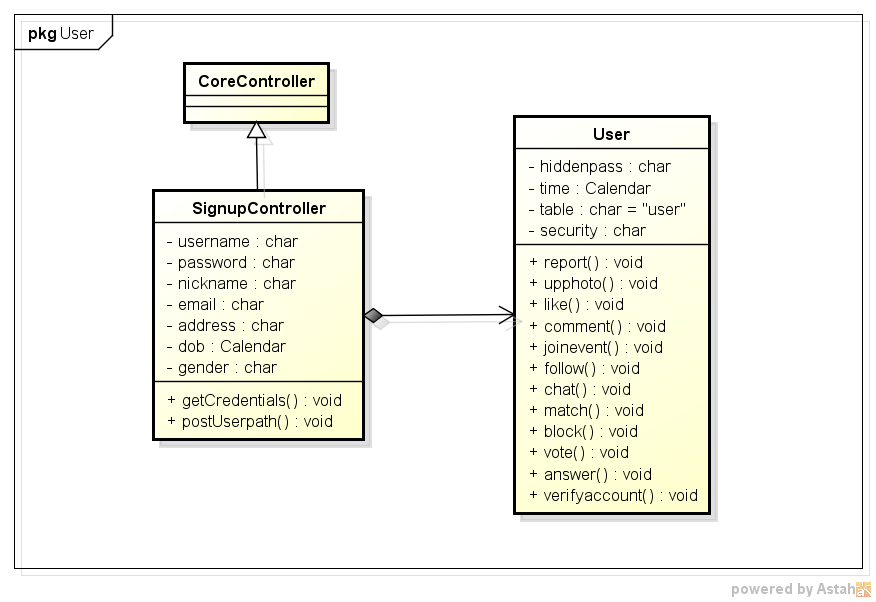 pkg User
CoreController
SignupController
- username : char
- password : char
- nickname : char
- email : char
- address : char
- dob : Calendar
- gender : char
+ getCredentials() : void
+ postUserpath() : void
User
- hiddenpass : char
- time : Calendar
- table : char = "user"
- security : char
+ report() : void
+ upphoto() : void
+ like() : void
+ comment() : void
+ joinevent() : void
+ follow() : void
+ chat() : void
+ match() : void
+ block() : void
+ vote() : void
+ answer() : void
+ verifyaccount() : void
powered by Astah